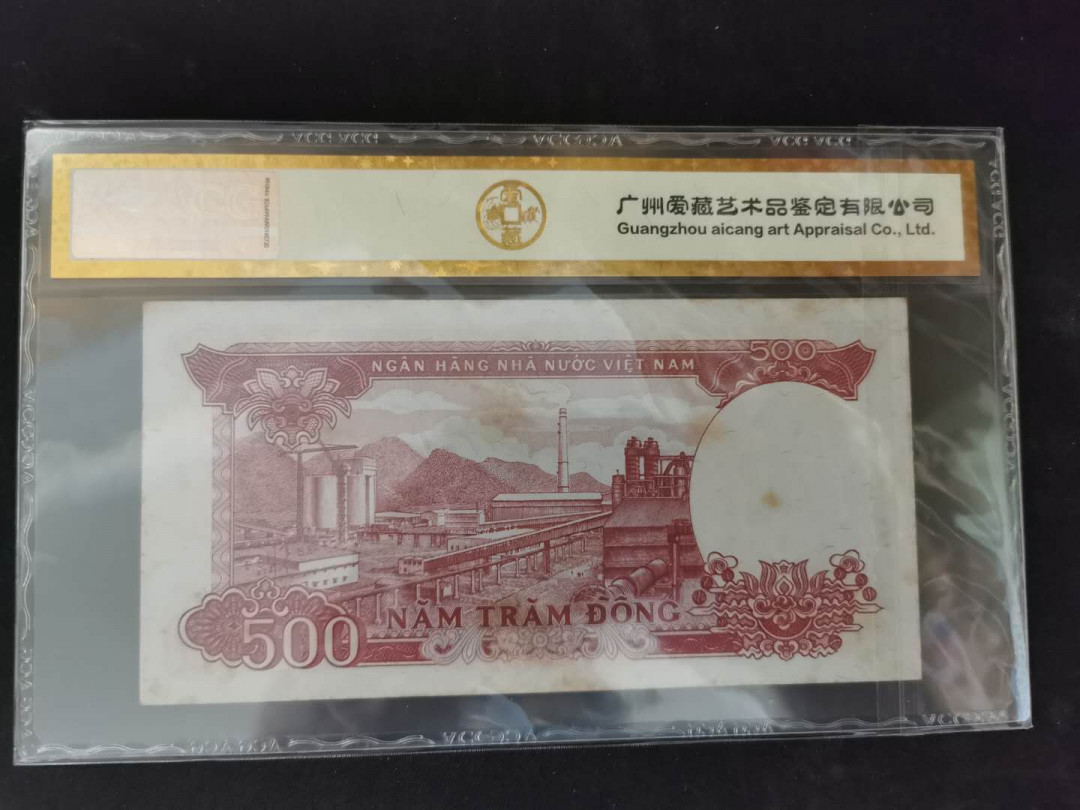 广州爱藏艺术品鉴定有限公司
Guangzhou aicang art Appraisal Co., Ltd.
NGÂN HÀNG NHÀ NƯỚC VIỆT NAM
500
NĂM TRĂM ĐỒNG
500